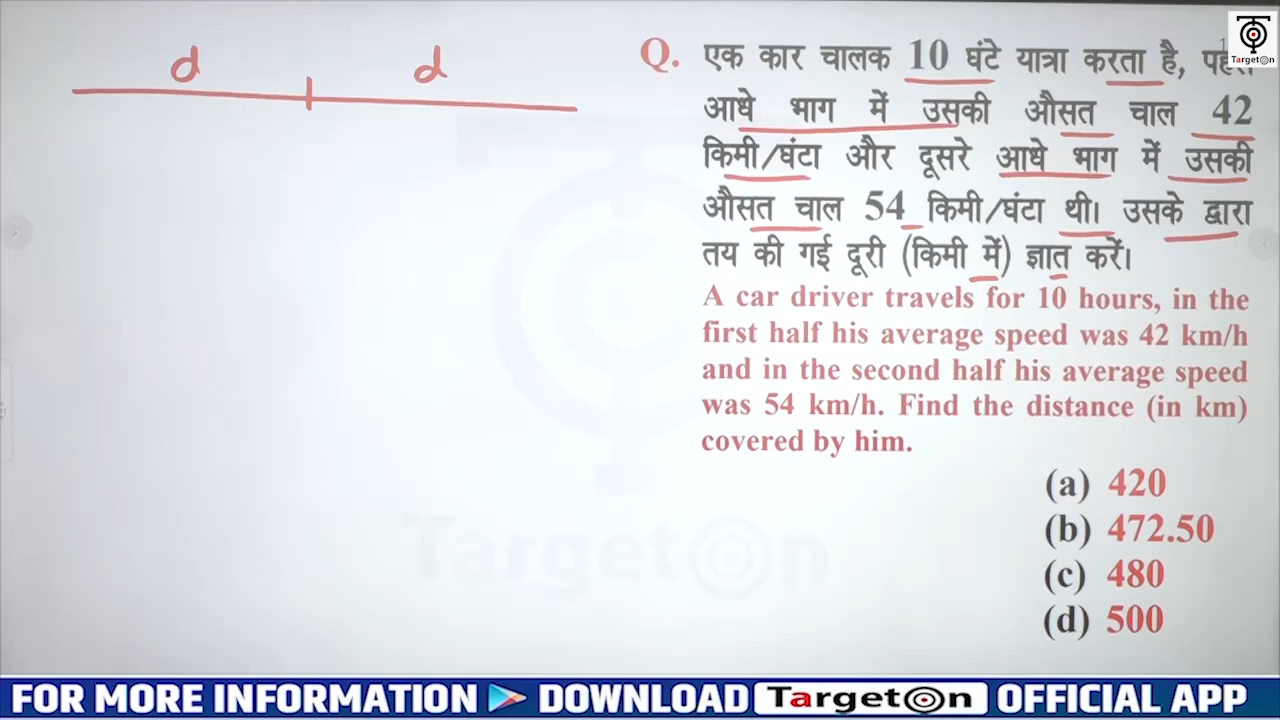 d d
Q. एक कार चालक 10 घंटे यात्रा करता है,
आधे भाग में उसकी औसत चाल 42
किमी/घंटा और दूसरे आधे भाग में उसकी
औसत चाल 54 किमी/घंटा थी। उसके द्वारा
तय की गई दूरी (किमी में) ज्ञात करें।
A car driver travels for 10 hours, in the
first half his average speed was 42 km/h
and in the second half his average speed
was 54 km/h. Find the distance (in km)
covered by him.
(a) 420
(b) 472.50
(c) 480
(d) 500
TargetOn
TargetOn
FOR MORE INFORMATION DOWNLOAD TargetOn OFFICIAL APP